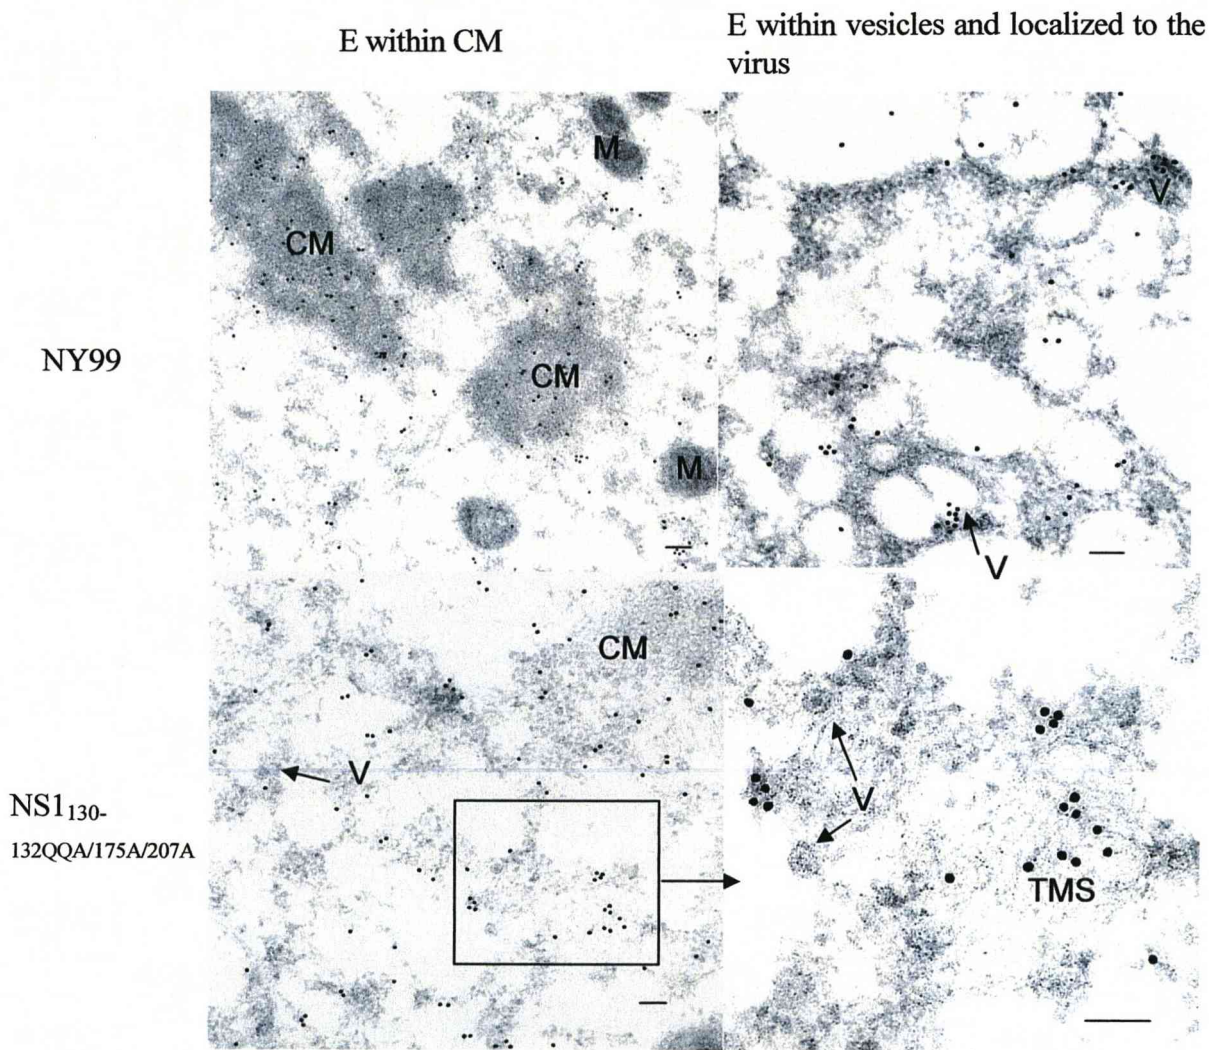 E within CM
E within vesicles and localized to the
virus
NY99
CM
M
CM
M
V
V
NS1130-
132QQA/175A/207A
CM
V
V
TMS